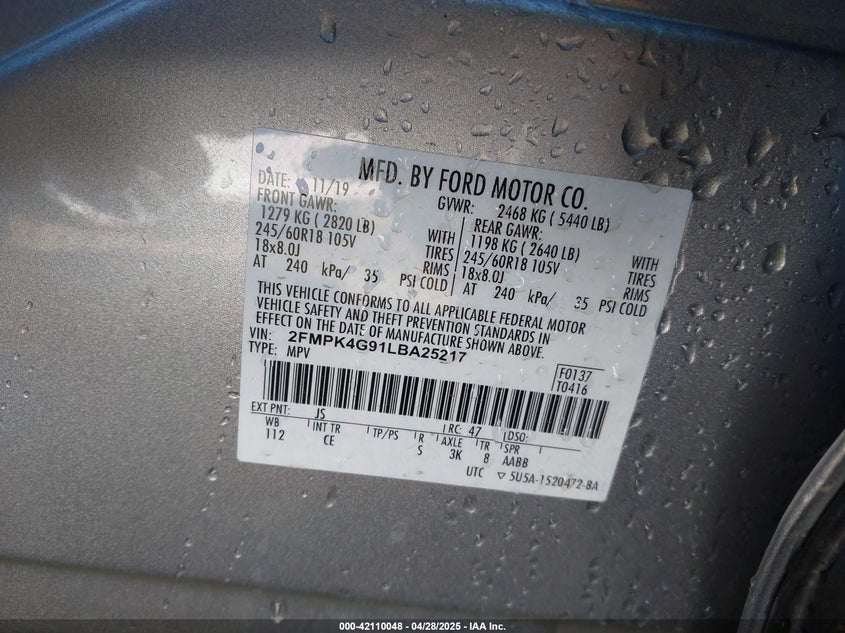 MFD. BY FORD MOTOR CO.
DATE: 11/19 GVWR: 2468 KG ( 5440 LB)
FRONT GAWR: REAR GAWR:
1279 KG ( 2820 LB) WITH 1198 KG ( 2640 LB) WITH
245/60R18 105V TIRES 245/60R18 105V TIRES
18x8.0J RIMS 18x8.0J RIMS
AT 240 kPa/ 35 PSI COLD AT 240 kPa/ 35 PSI COLD
THIS VEHICLE CONFORMS TO ALL APPLICABLE FEDERAL MOTOR
VEHICLE SAFETY AND THEFT PREVENTION STANDARDS IN
EFFECT ON THE DATE OF MANUFACTURE SHOWN ABOVE.
VIN: 2FMPK4G91LBA25217
TYPE: MPV
F0137
T0416
EXT PNT: JS RC: 47 DSO:
WB INT TR TP/PS R AXLE TR SPR
112 CE S 3K 8 AABB
UTC ▽ 5U5A-1520472-BA
000-42110048 - 04/28/2025 - IAA Inc.